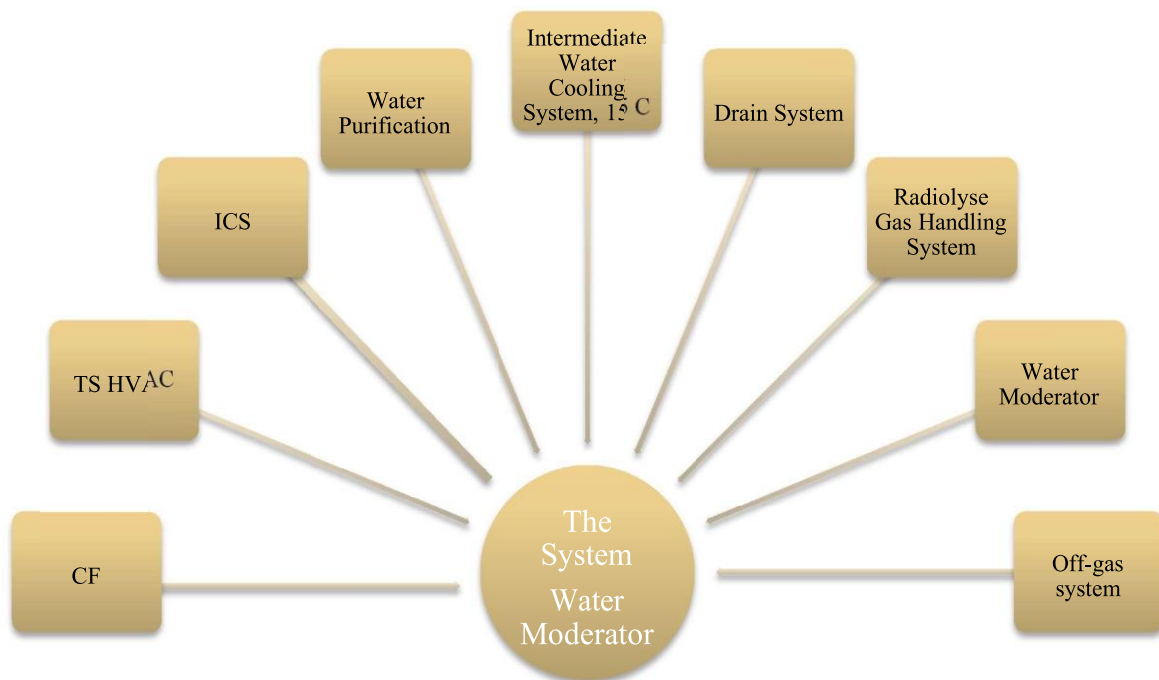 Intermediate
Water
Cooling
System, 15 C
Water
Purification
Drain System
ICS
Radiolyse
Gas Handling
System
TS HVAC
Water
Moderator
CF
The
System
Water
Moderator
Off-gas
system